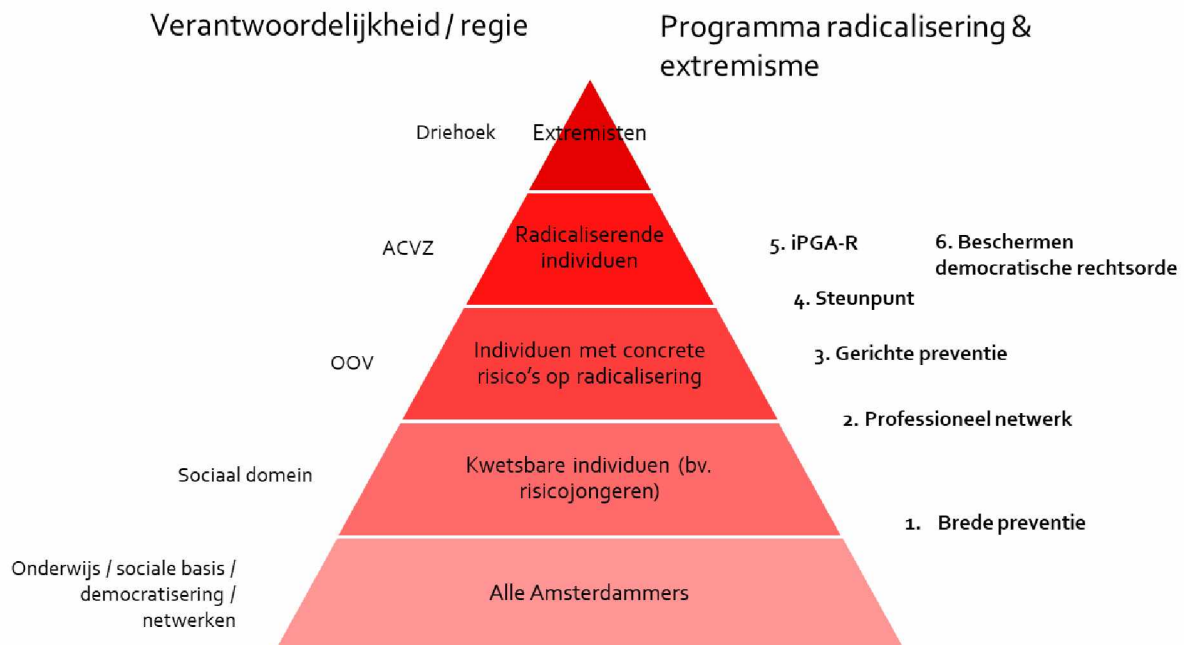 Verantwoordelijkheid / regie
Programma radicalisering &
extremisme
Driehoek
Extremisten
ACVZ
Radicaliserende
individuen
5. iPGA-R
6. Beschermen
democratische rechtsorde
4. Steunpunt
OOV
Individuen met concrete
risico's op radicalisering
3. Gerichte preventie
2. Professioneel netwerk
Sociaal domein
Kwetsbare individuen (bv.
risicojongeren)
1. Brede preventie
Onderwijs / sociale basis /
democratisering /
netwerken
Alle Amsterdammers